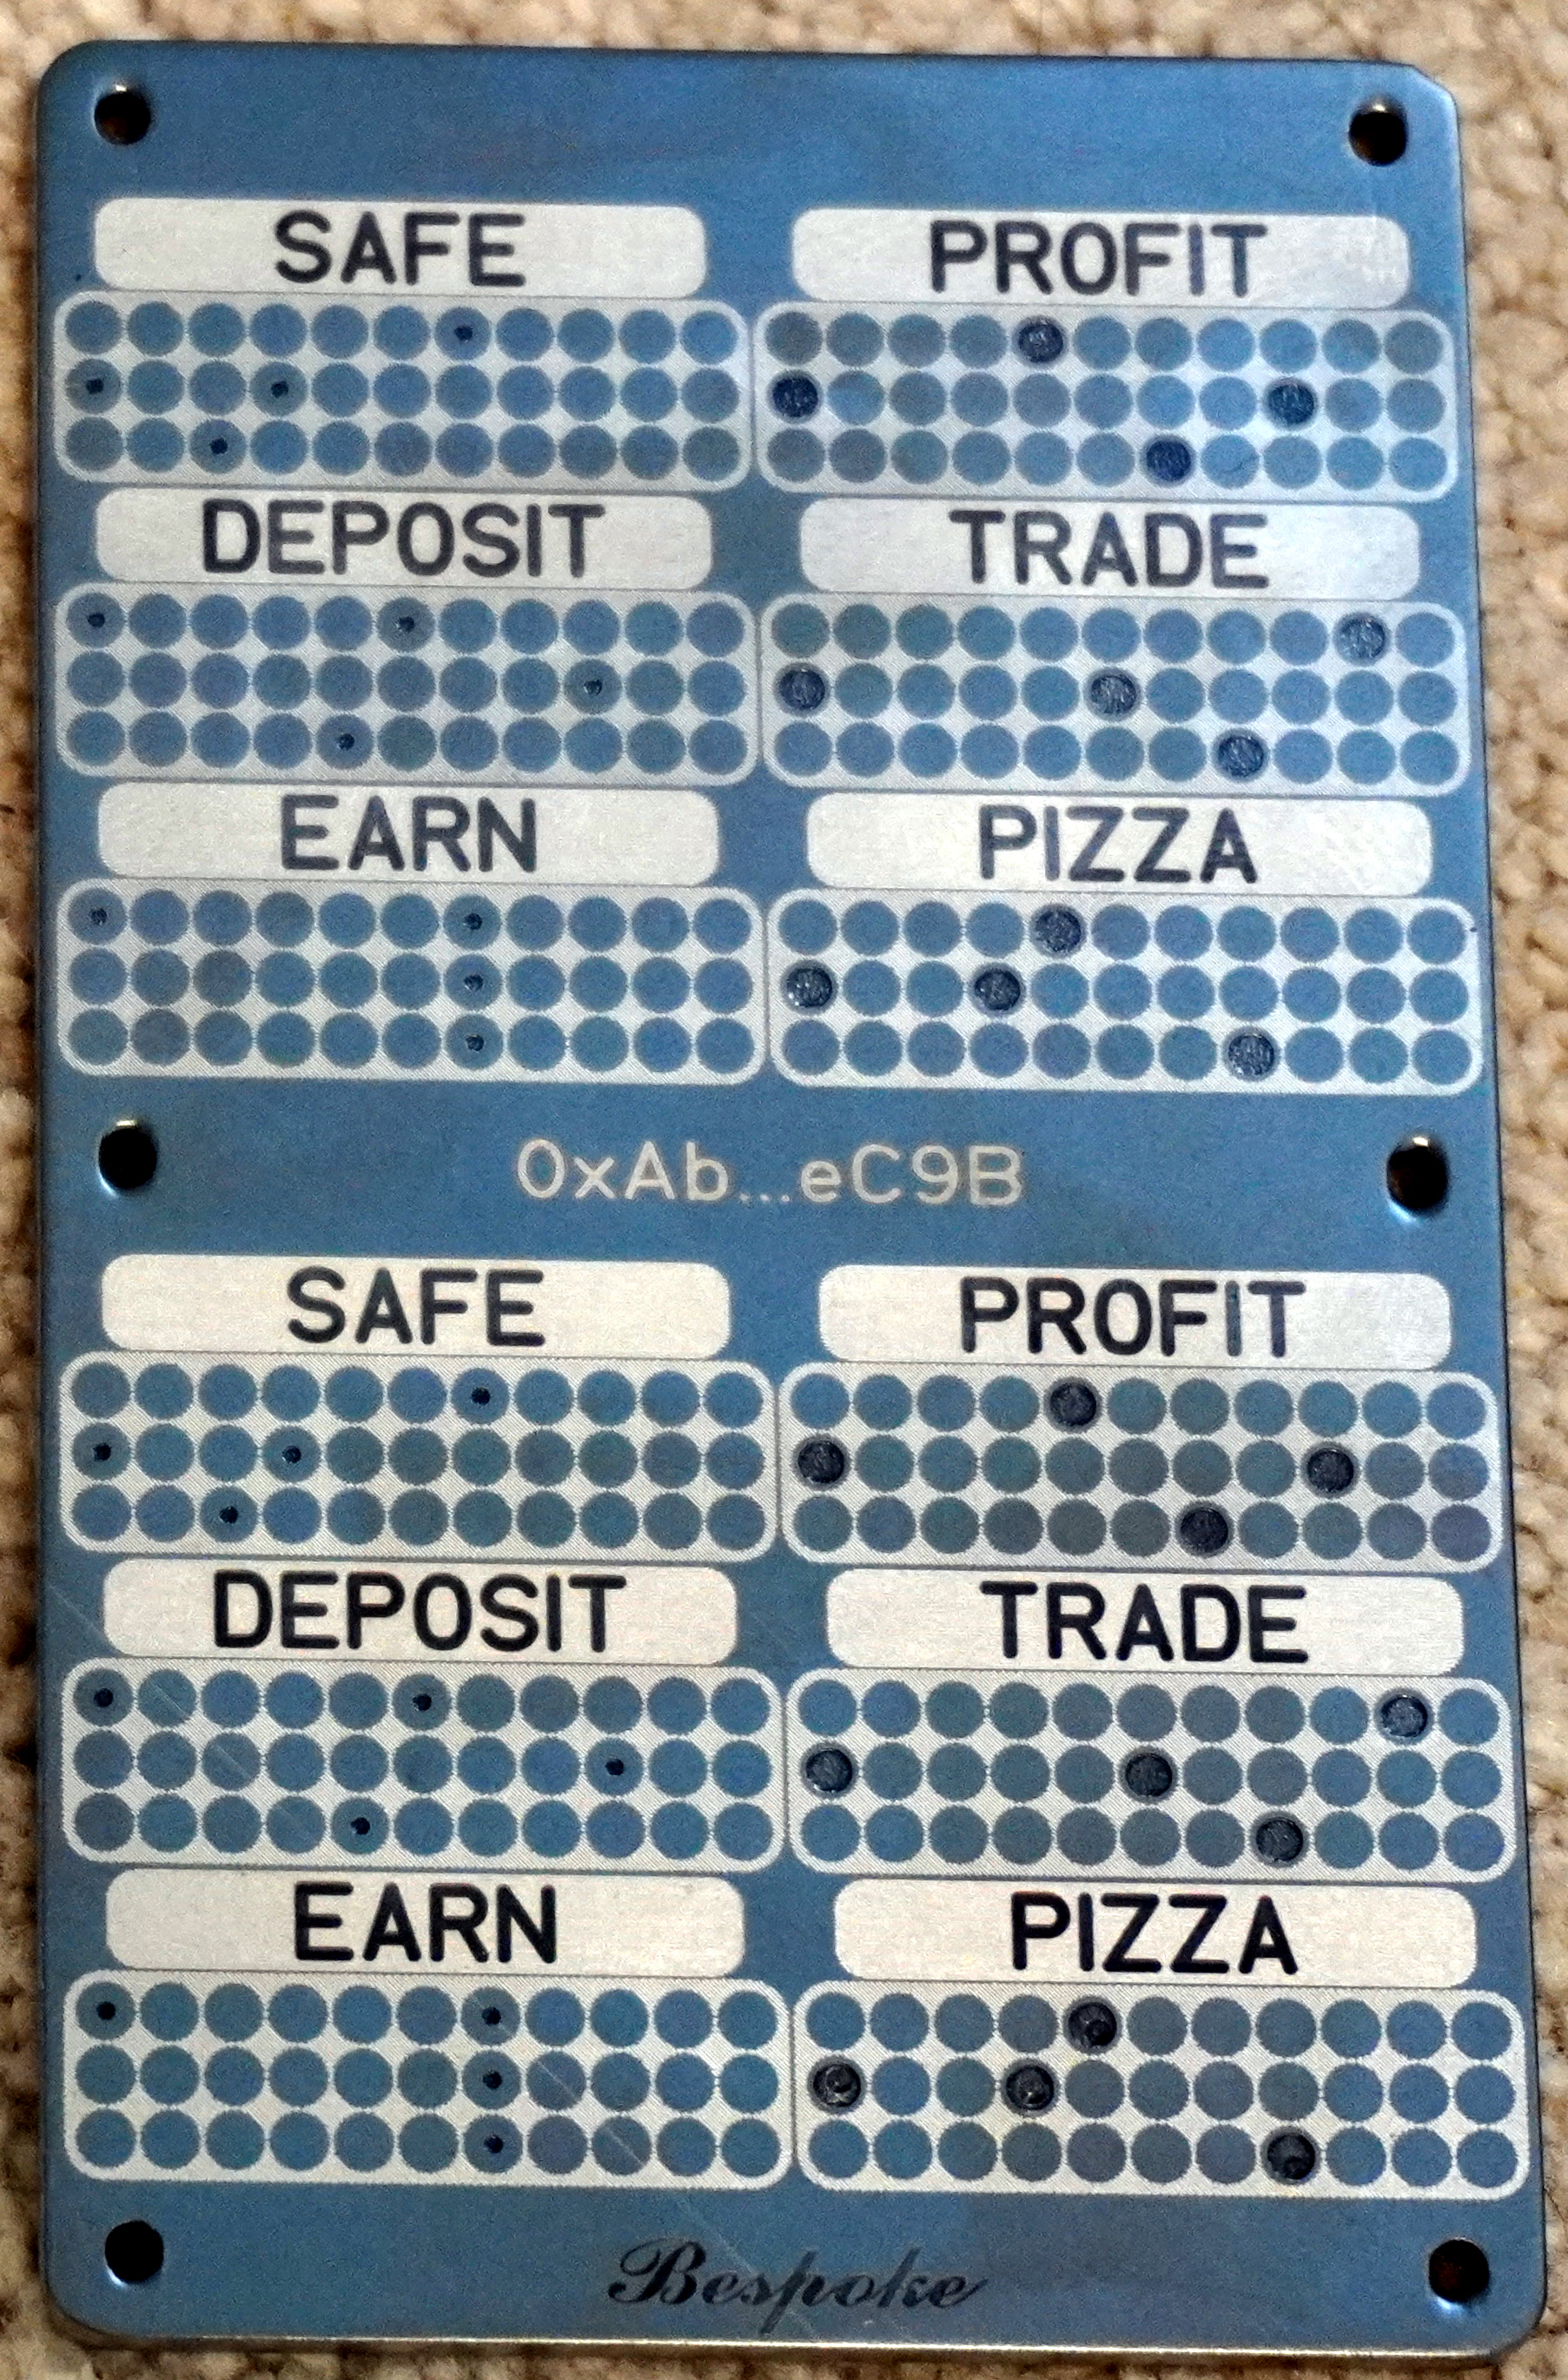 SAFE PROFIT
DEPOSIT TRADE
EARN PIZZA
0xAb...eC9B
SAFE PROFIT
DEPOSIT TRADE
EARN PIZZA
Bespoke